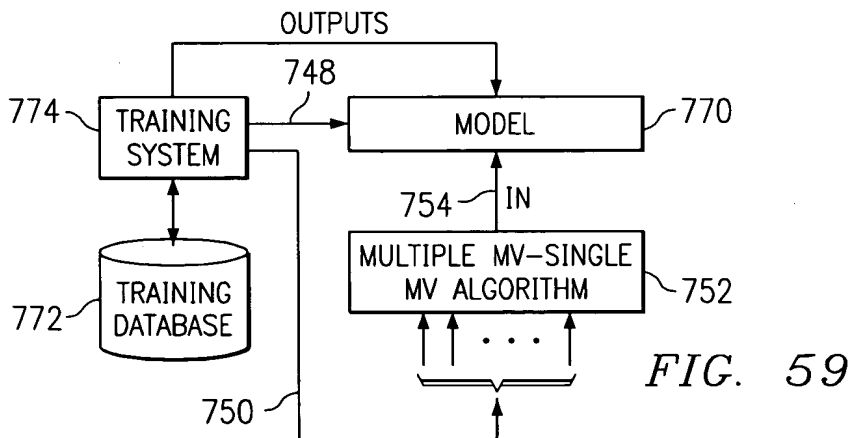 OUTPUTS
748
774
TRAINING
SYSTEM
MODEL
770
754
IN
MULTIPLE MV-SINGLE
MV ALGORITHM
752
772
TRAINING
DATABASE
750
FIG. 59